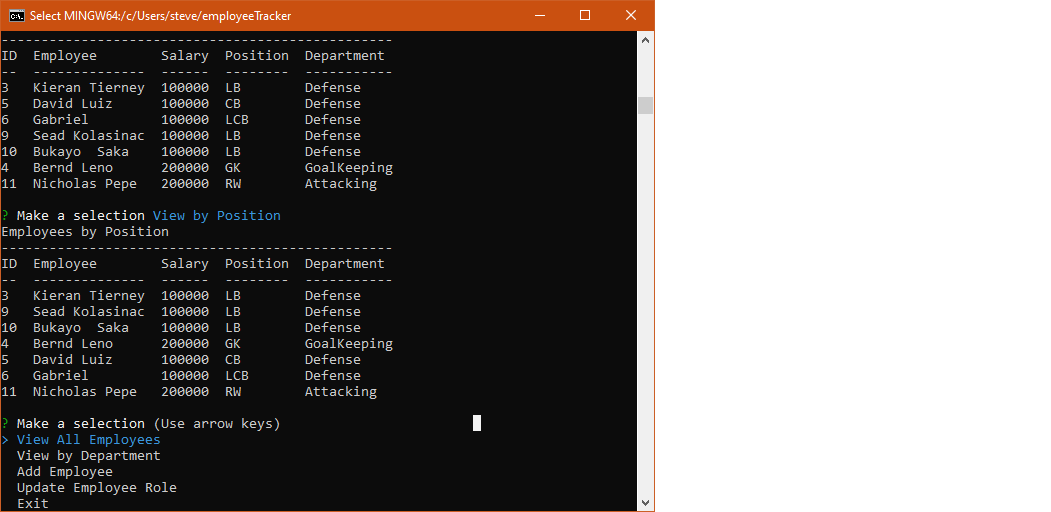 Select MINGW64:/c/Users/steve/employeeTracker
-------------------------------------------------
ID  Employee        Salary  Position  Department
--  --------------  ------  --------  -----------
3   Kieran Tierney  100000  LB        Defense
5   David Luiz      100000  CB        Defense
6   Gabriel         100000  LCB       Defense
9   Sead Kolasinac  100000  LB        Defense
10  Bukayo  Saka    100000  LB        Defense
4   Bernd Leno      200000  GK        GoalKeeping
11  Nicholas Pepe   200000  RW        Attacking
? Make a selection View by Position
Employees by Position
-------------------------------------------------
ID  Employee        Salary  Position  Department
--  --------------  ------  --------  -----------
3   Kieran Tierney  100000  LB        Defense
9   Sead Kolasinac  100000  LB        Defense
10  Bukayo  Saka    100000  LB        Defense
4   Bernd Leno      200000  GK        GoalKeeping
5   David Luiz      100000  CB        Defense
6   Gabriel         100000  LCB       Defense
11  Nicholas Pepe   200000  RW        Attacking
? Make a selection (Use arrow keys)
> View All Employees
  View by Department
  Add Employee
  Update Employee Role
  Exit